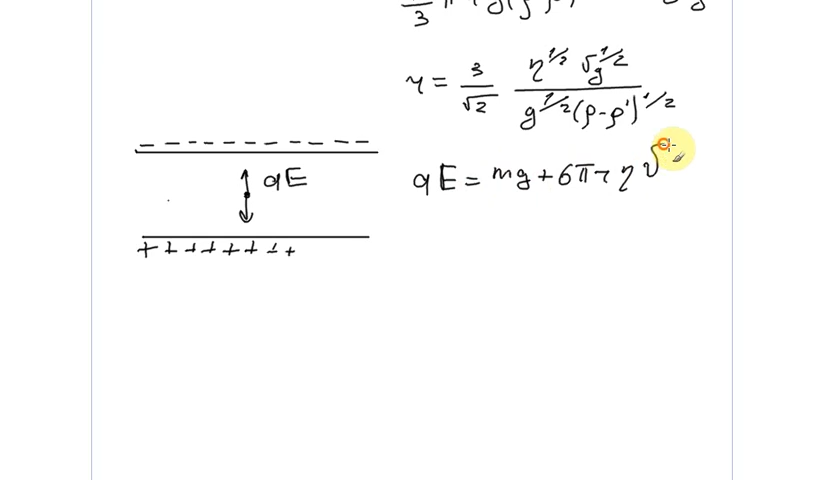 r = 3/√2 η^1/2 v_g^1/2 / g^1/2 (ρ-ρ')^1/2
- - - - - - - - - - -
qE
qE = mg + 6πrηv
+ + + + + + + +